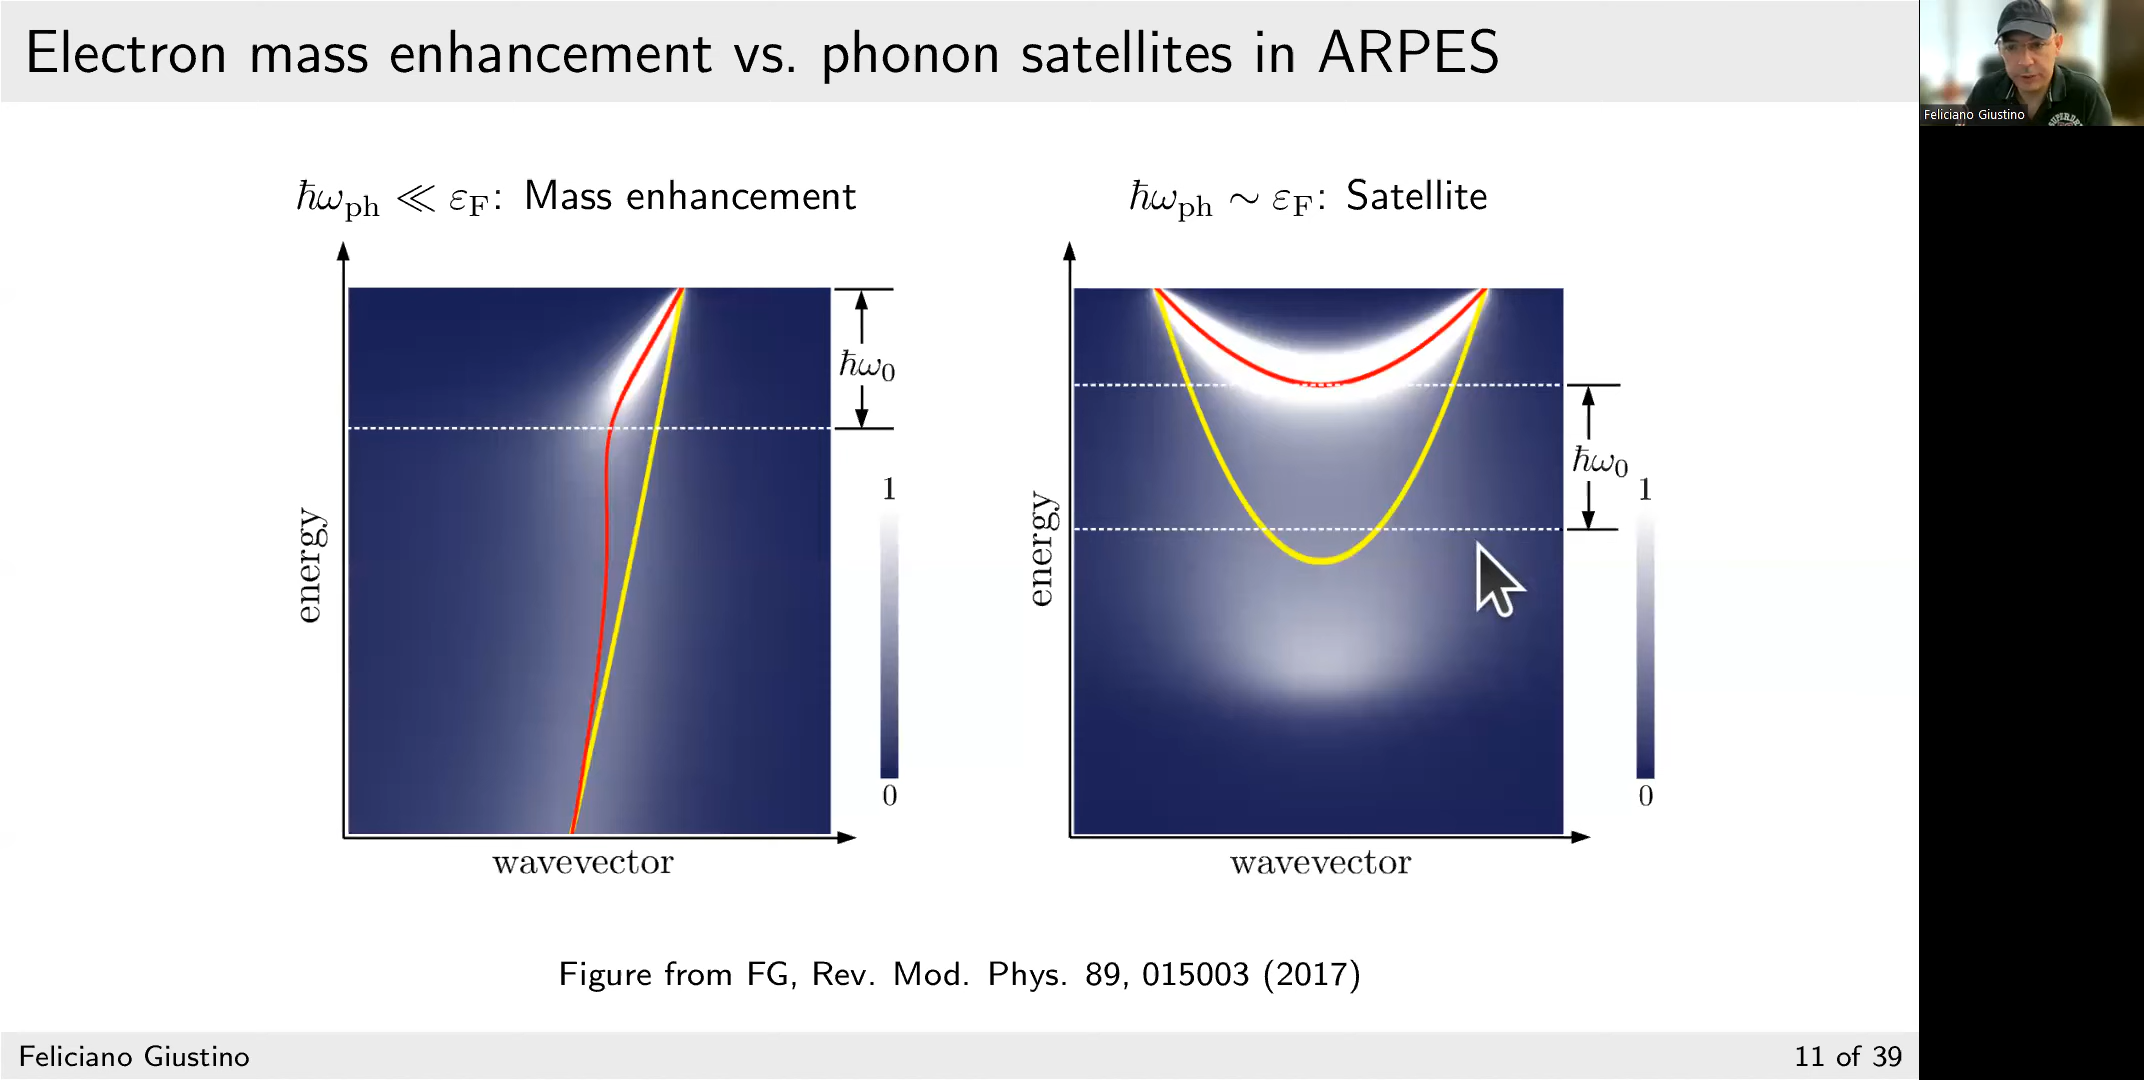 Electron mass enhancement vs. phonon satellites in ARPES
Feliciano Giustino
ℏω_ph ≪ ε_F: Mass enhancement
ℏω_ph ∼ ε_F: Satellite
ℏω₀
energy
1
0
wavevector
ℏω₀
energy
1
0
wavevector
Figure from FG, Rev. Mod. Phys. 89, 015003 (2017)
Feliciano Giustino
11 of 39